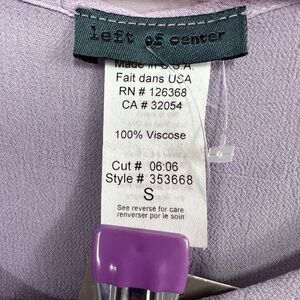 left of center
Made in U.S.A.
Fait dans USA
RN # 126368
CA # 32054
100% Viscose
Cut # 06:06
Style # 353668
S
See reverse for care
renverser por le soin